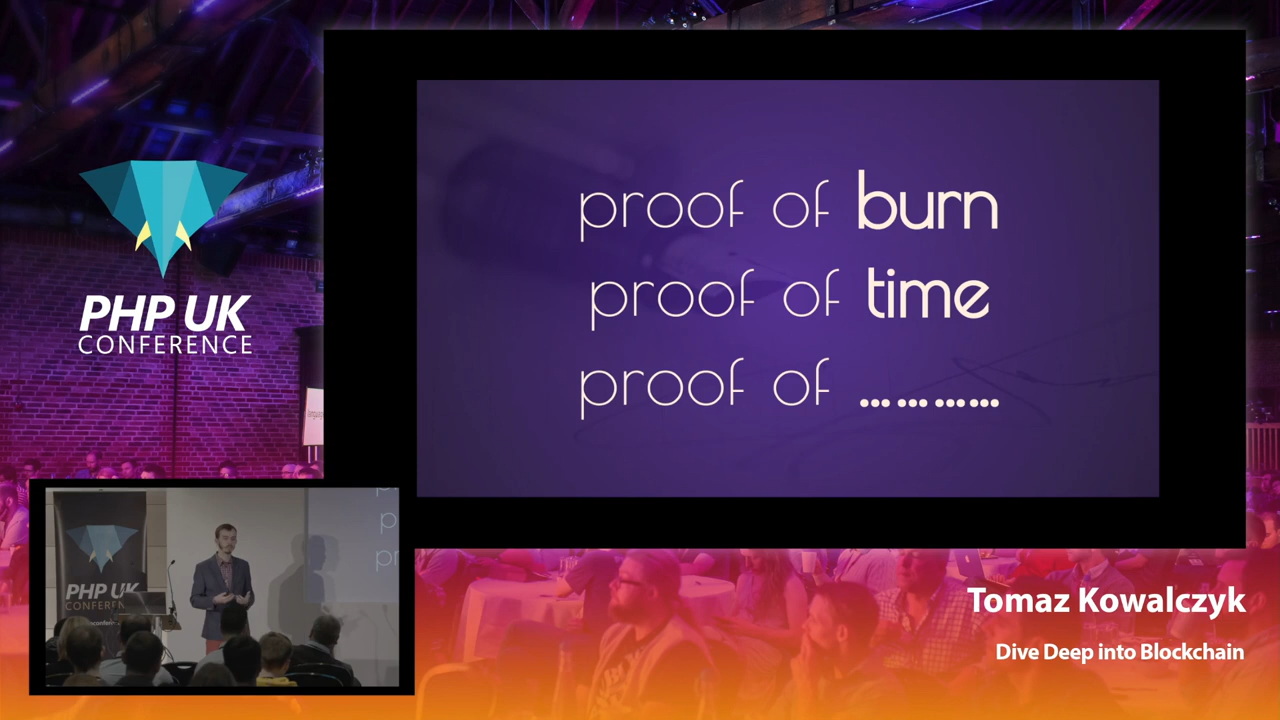 proof of burn
proof of time
proof of ... ... ... ...
PHP UK
CONFERENCE
PHP UK
Tomaz Kowalczyk
Dive Deep into Blockchain